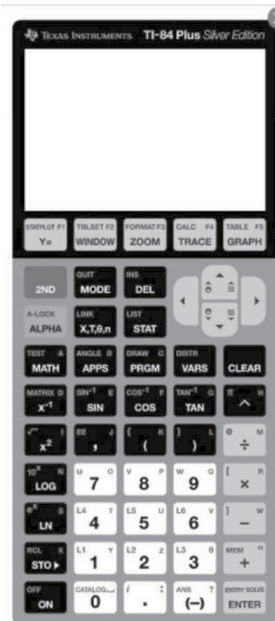 TEXAS INSTRUMENTS TI-84 Plus Silver Edition
STATPLOT F1 TBLSET F2 FORMAT F3 CALC F4 TABLE F5
Y= WINDOW ZOOM TRACE GRAPH
QUIT INS
2ND MODE DEL
A-LOCK LINK LIST
ALPHA X,T,θ,n STAT
TEST A ANGLE B DRAW C DISTR
MATH APPS PRGM VARS CLEAR
MATRIX D SIN⁻¹ E COS⁻¹ F TAN⁻¹ G π H
x⁻¹ SIN COS TAN ^
√ I EE J { K } L e M
x² , ( ) ÷
10ˣ N u O v P w Q [ R
LOG 7 8 9 ×
eˣ S L4 T L5 U L6 V ] W
LN 4 5 6 −
RCL X L1 Y L2 Z L3 θ MEM "
STO▸ 1 2 3 +
OFF CATALOG i : ANS ? ENTRY SOLVE
ON 0 . (−) ENTER